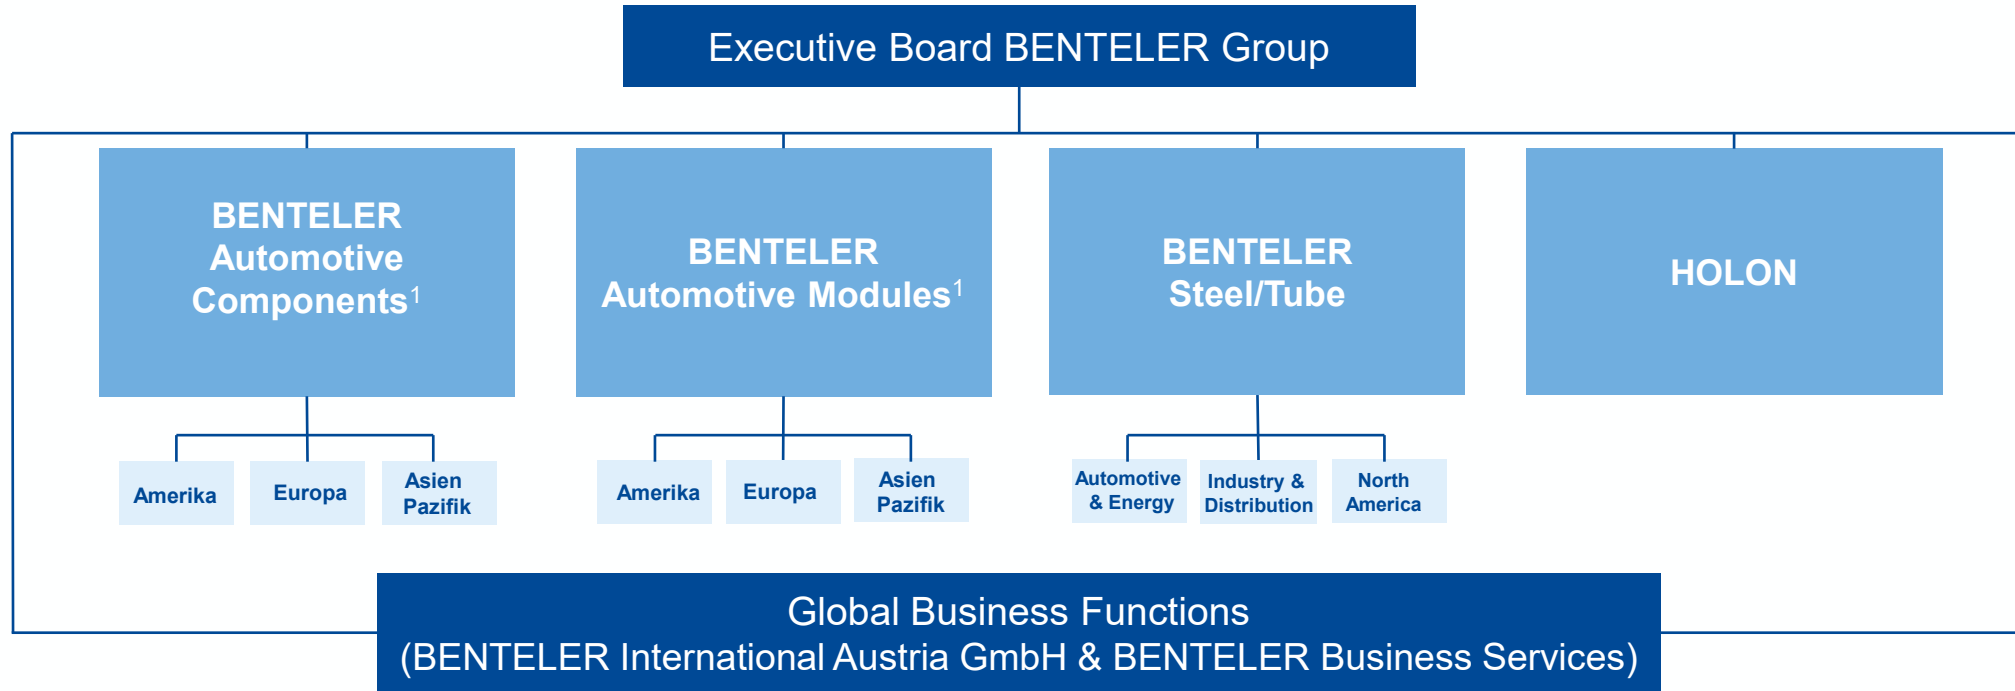 Executive Board BENTELER Group
BENTELER
Automotive
Components¹
BENTELER
Automotive Modules¹
BENTELER
Steel/Tube
HOLON
Amerika
Europa
Asien
Pazifik
Amerika
Europa
Asien
Pazifik
Automotive
& Energy
Industry &
Distribution
North
America
Global Business Functions
(BENTELER International Austria GmbH & BENTELER Business Services)